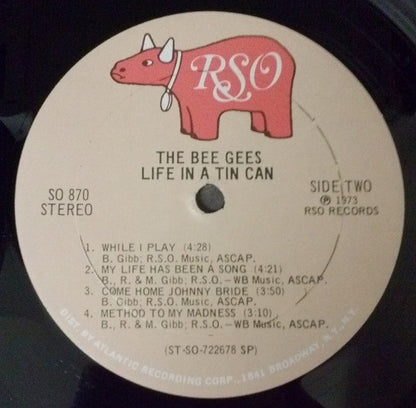 RSO
THE BEE GEES
LIFE IN A TIN CAN
SO 870
STEREO
SIDE TWO
℗ 1973
RSO RECORDS
1. WHILE I PLAY (4:28)
B. Gibb; R.S.O. Music, ASCAP.
2. MY LIFE HAS BEEN A SONG (4:21)
B., R. & M. Gibb; R.S.O. – WB Music, ASCAP.
3. COME HOME JOHNNY BRIDE (3:50)
B. Gibb; R.S.O. Music, ASCAP.
4. METHOD TO MY MADNESS (3:10)
B., R. & M. Gibb; R.S.O. – WB Music, ASCAP.
(ST-SO-722678 SP)
DIST. BY ATLANTIC RECORDING CORP., 1841 BROADWAY, N.Y., N.Y.